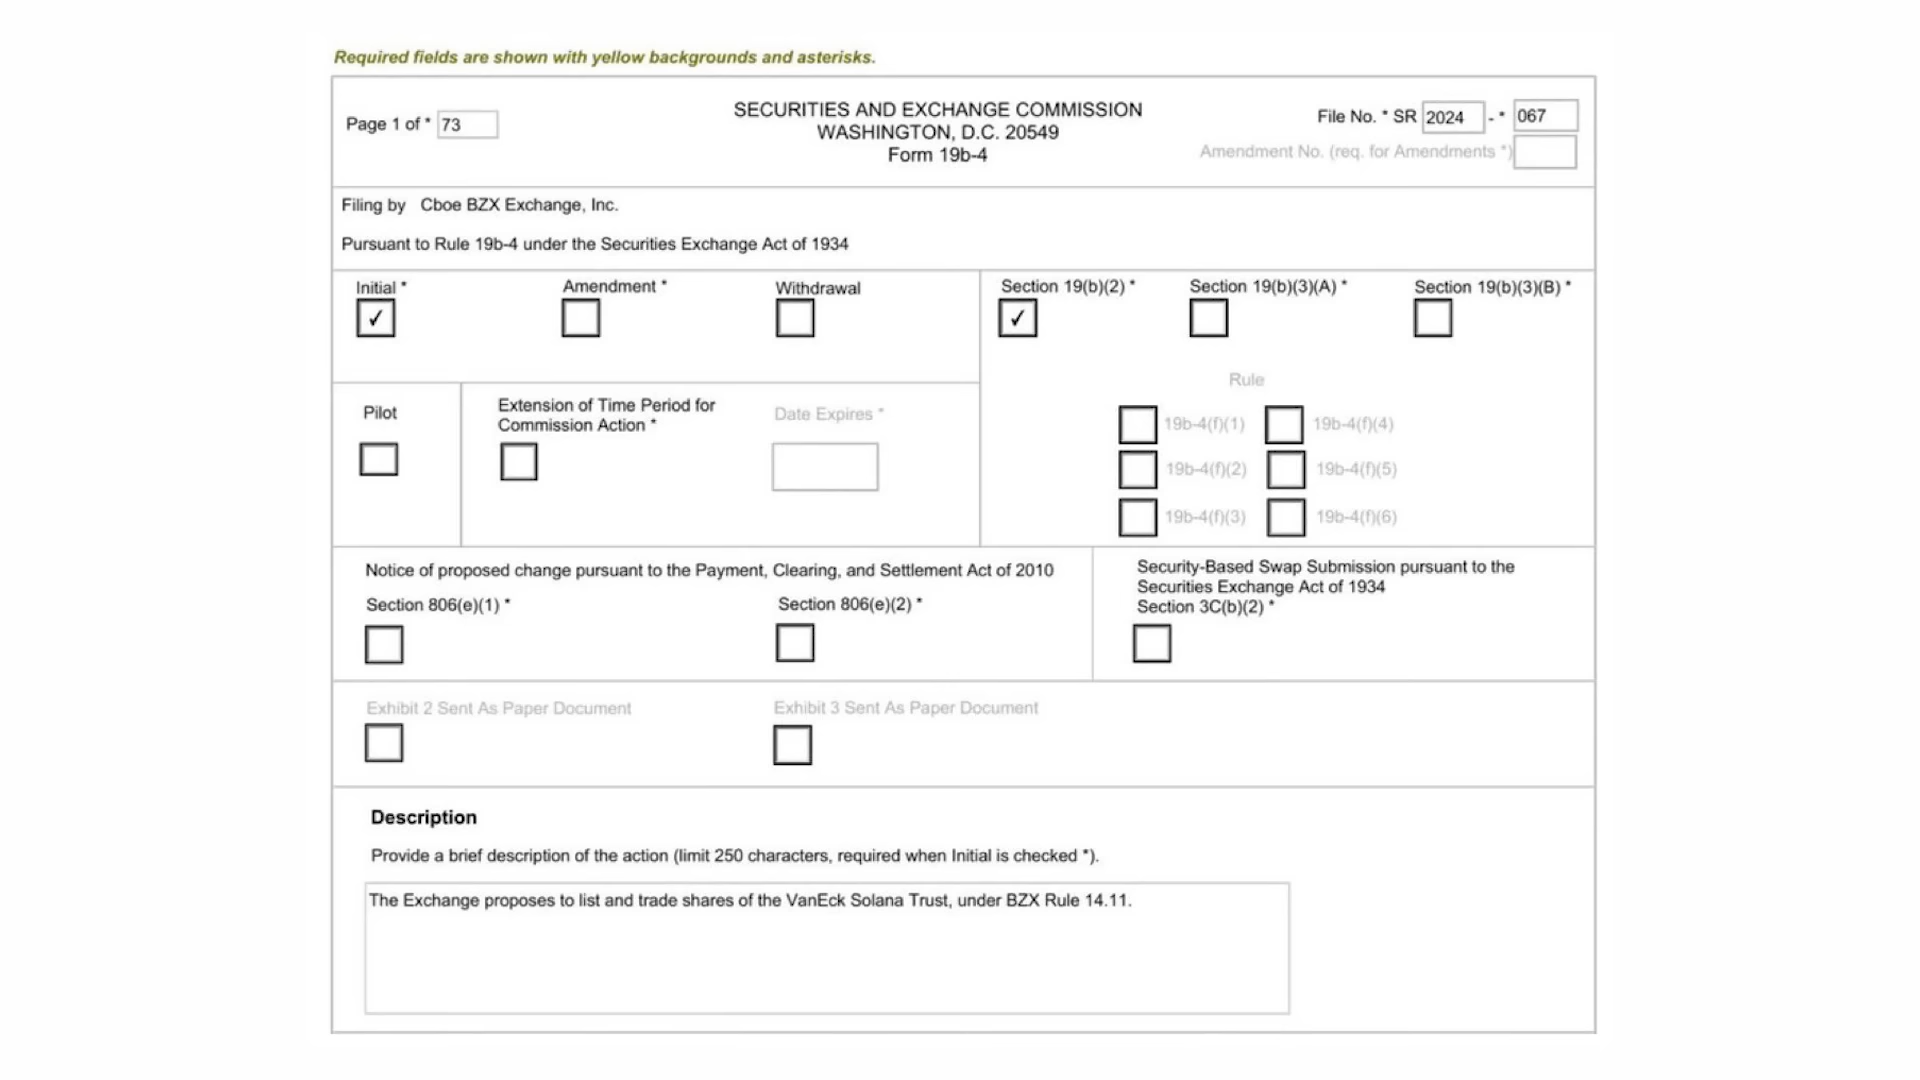 Required fields are shown with yellow backgrounds and asterisks.
Page 1 of * 73
SECURITIES AND EXCHANGE COMMISSION
WASHINGTON, D.C. 20549
Form 19b-4
File No. * SR 2024 - * 067
Amendment No. (req. for Amendments *)
Filing by Cboe BZX Exchange, Inc.
Pursuant to Rule 19b-4 under the Securities Exchange Act of 1934
Initial * Amendment * Withdrawal
✓
Section 19(b)(2) * Section 19(b)(3)(A) * Section 19(b)(3)(B) *
✓
Pilot
Extension of Time Period for
Commission Action *
Date Expires *
Rule
19b-4(f)(1) 19b-4(f)(4)
19b-4(f)(2) 19b-4(f)(5)
19b-4(f)(3) 19b-4(f)(6)
Notice of proposed change pursuant to the Payment, Clearing, and Settlement Act of 2010
Section 806(e)(1) * Section 806(e)(2) *
Security-Based Swap Submission pursuant to the
Securities Exchange Act of 1934
Section 3C(b)(2) *
Exhibit 2 Sent As Paper Document Exhibit 3 Sent As Paper Document
Description
Provide a brief description of the action (limit 250 characters, required when Initial is checked *).
The Exchange proposes to list and trade shares of the VanEck Solana Trust, under BZX Rule 14.11.